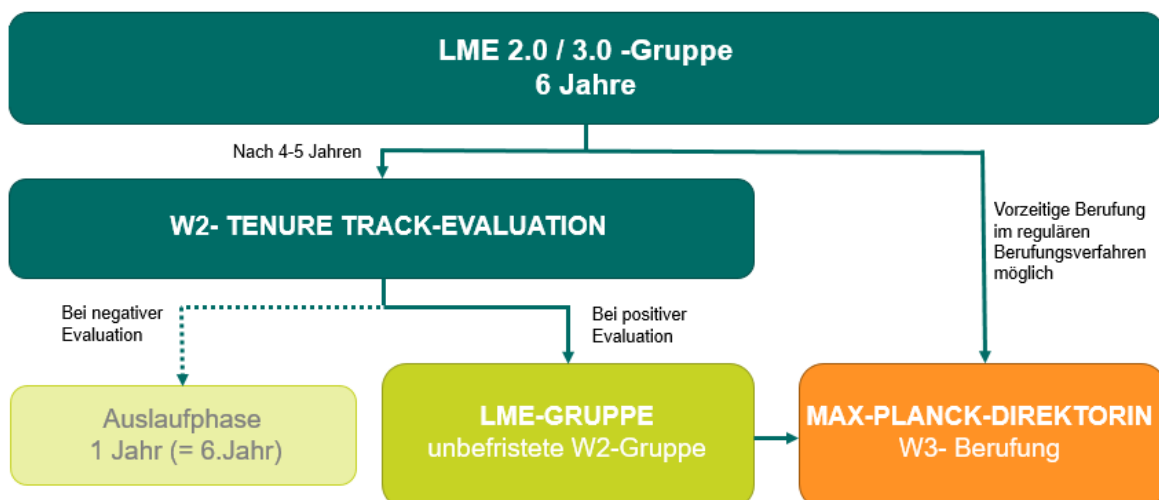 LME 2.0 / 3.0 -Gruppe
6 Jahre
Nach 4-5 Jahren
W2- TENURE TRACK-EVALUATION
Vorzeitige Berufung
im regulären
Berufungsverfahren
möglich
Bei negativer
Evaluation
Bei positiver
Evaluation
Auslaufphase
1 Jahr (= 6.Jahr)
LME-GRUPPE
unbefristete W2-Gruppe
MAX-PLANCK-DIREKTORIN
W3- Berufung